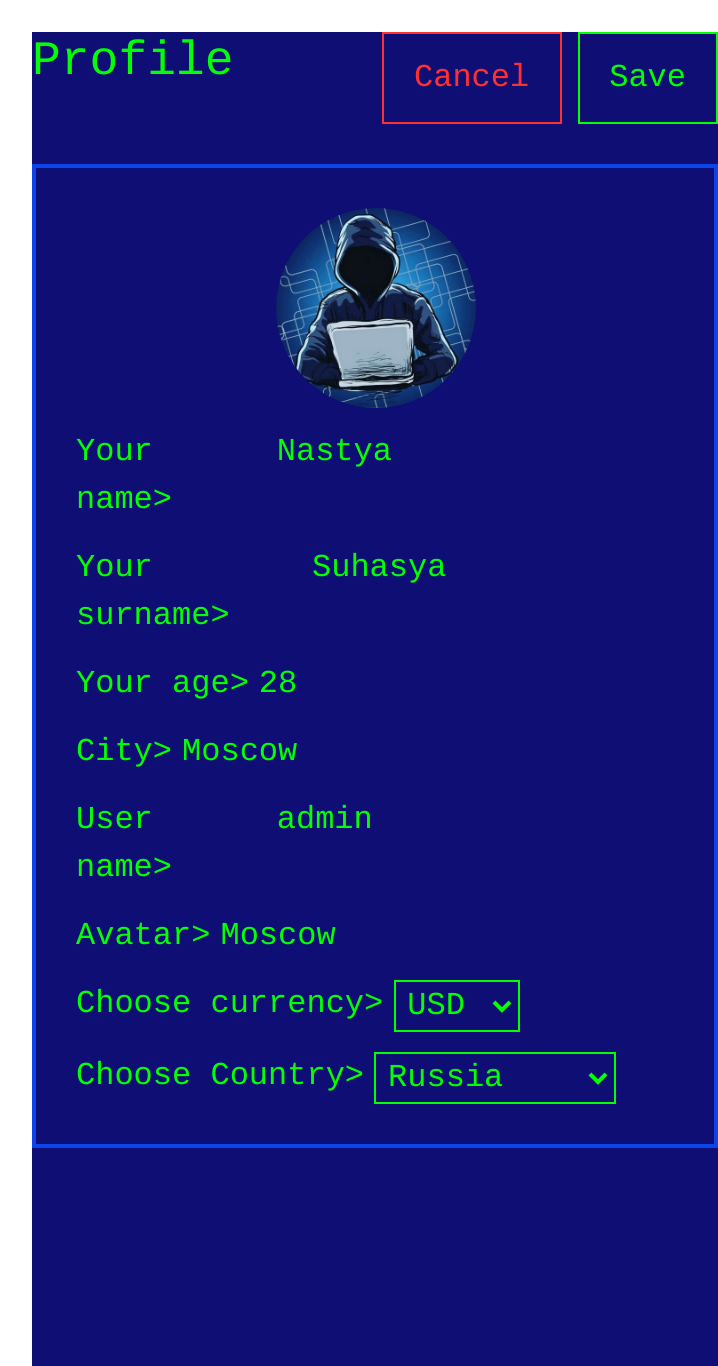 Profile Cancel Save
Your Nastya
name>
Your Suhasya
surname>
Your age> 28
City> Moscow
User admin
name>
Avatar> Moscow
Choose currency> USD
Choose Country> Russia